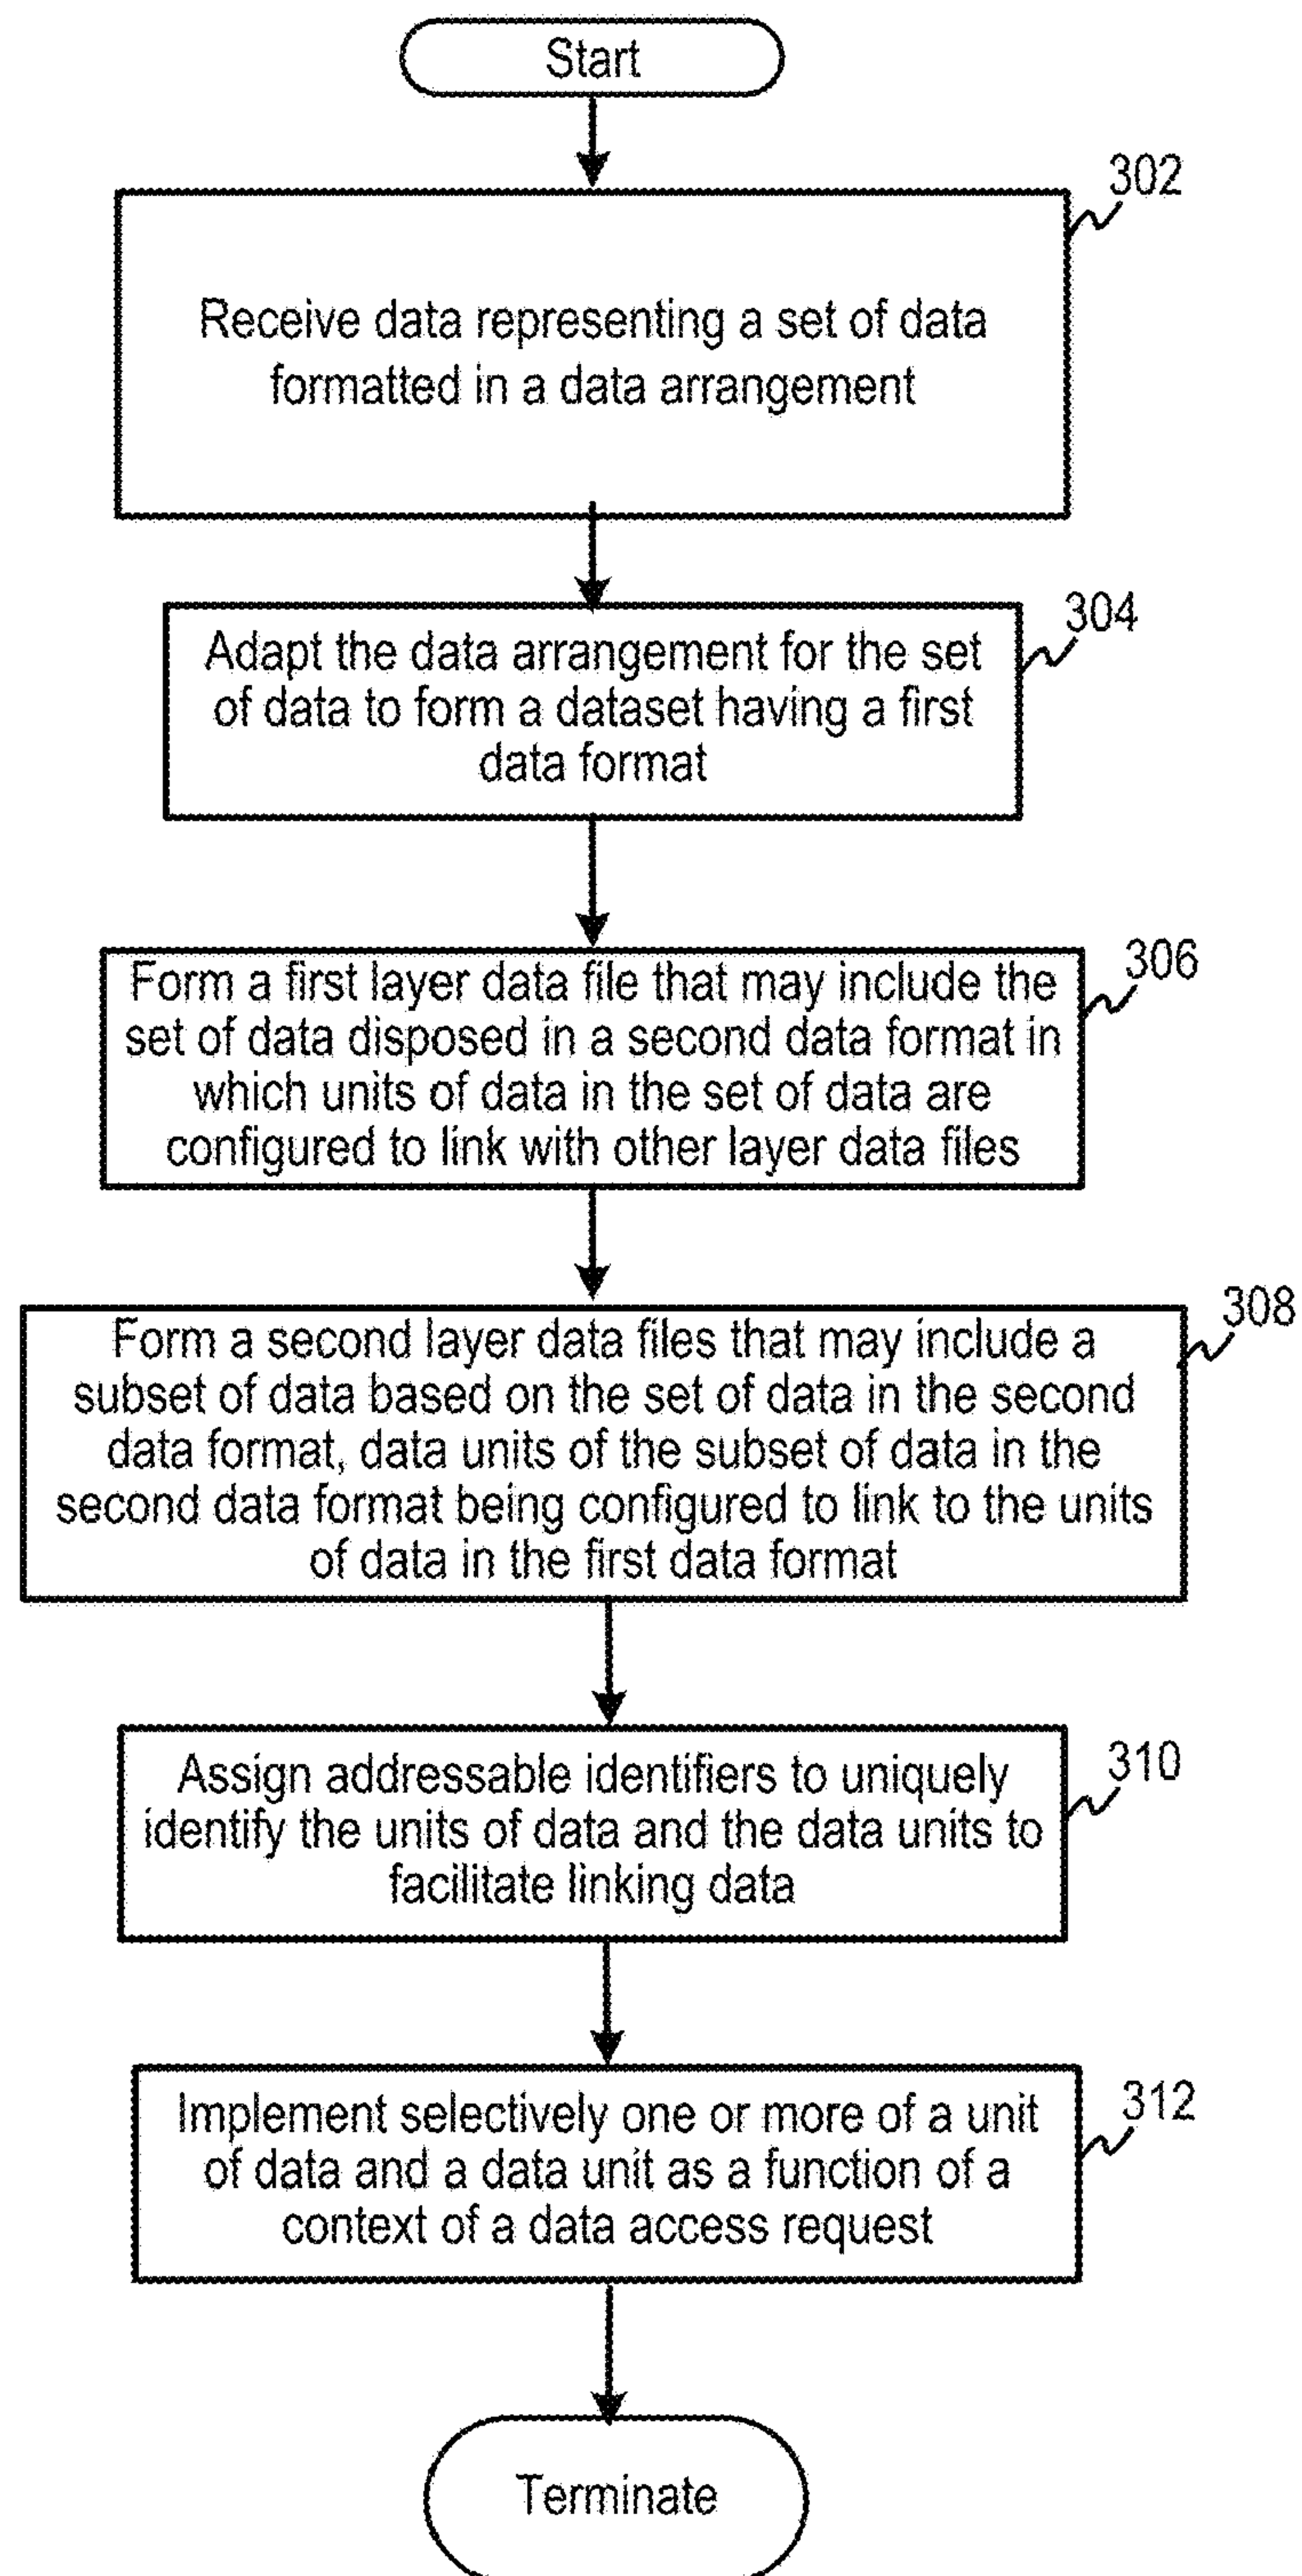 Start
302
Receive data representing a set of data
formatted in a data arrangement
304
Adapt the data arrangement for the set
of data to form a dataset having a first
data format
306
Form a first layer data file that may include the
set of data disposed in a second data format in
which units of data in the set of data are
configured to link with other layer data files
308
Form a second layer data files that may include a
subset of data based on the set of data in the second
data format, data units of the subset of data in the
second data format being configured to link to the units
of data in the first data format
310
Assign addressable identifiers to uniquely
identify the units of data and the data units to
facilitate linking data
312
Implement selectively one or more of a unit
of data and a data unit as a function of a
context of a data access request
Terminate